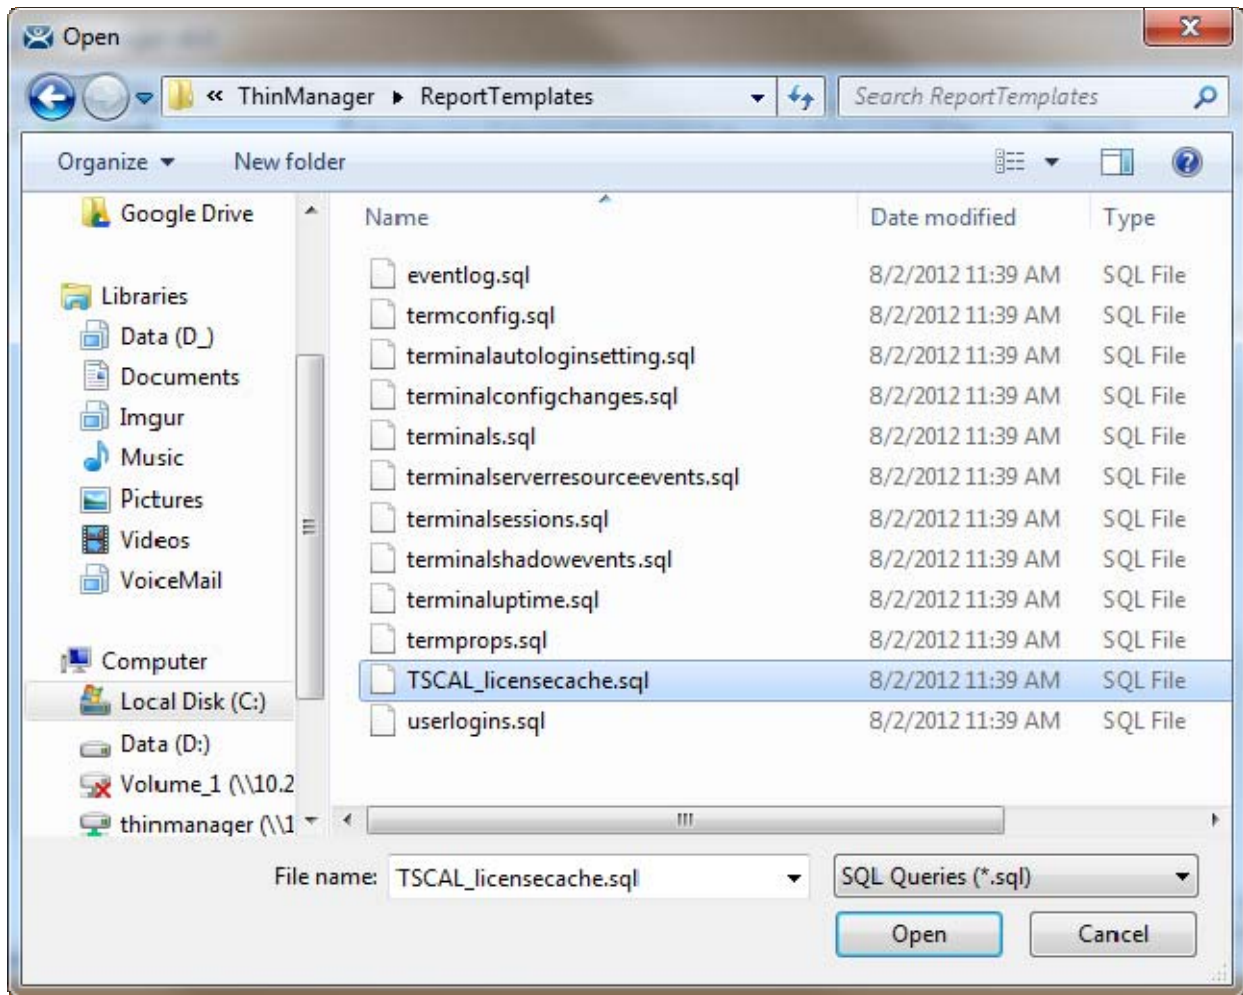 Open
« ThinManager ▸ ReportTemplates
Search ReportTemplates
Organize
New folder
Google Drive
Libraries
Data (D_)
Documents
Imgur
Music
Pictures
Videos
VoiceMail
Computer
Local Disk (C:)
Data (D:)
Volume_1 (\\10.2
thinmanager (\\1
Name Date modified Type
eventlog.sql 8/2/2012 11:39 AM SQL File
termconfig.sql 8/2/2012 11:39 AM SQL File
terminalautologinsetting.sql 8/2/2012 11:39 AM SQL File
terminalconfigchanges.sql 8/2/2012 11:39 AM SQL File
terminals.sql 8/2/2012 11:39 AM SQL File
terminalserverresourceevents.sql 8/2/2012 11:39 AM SQL File
terminalsessions.sql 8/2/2012 11:39 AM SQL File
terminalshadowevents.sql 8/2/2012 11:39 AM SQL File
terminaluptime.sql 8/2/2012 11:39 AM SQL File
termprops.sql 8/2/2012 11:39 AM SQL File
TSCAL_licensecache.sql 8/2/2012 11:39 AM SQL File
userlogins.sql 8/2/2012 11:39 AM SQL File
File name: TSCAL_licensecache.sql
SQL Queries (*.sql)
Open
Cancel